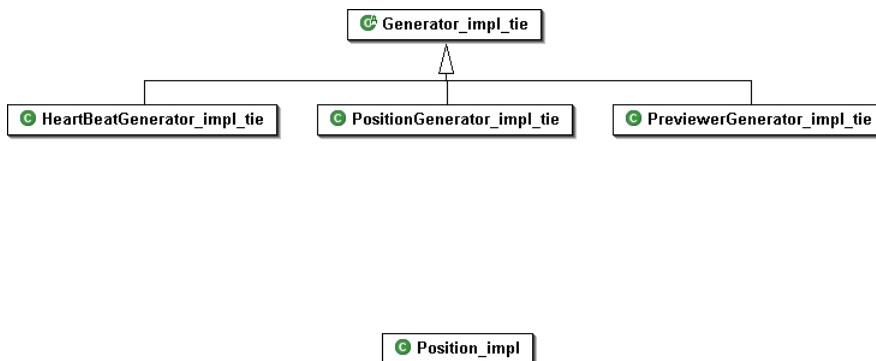 Generator_impl_tie
HeartBeatGenerator_impl_tie
PositionGenerator_impl_tie
PreviewerGenerator_impl_tie
Position_impl